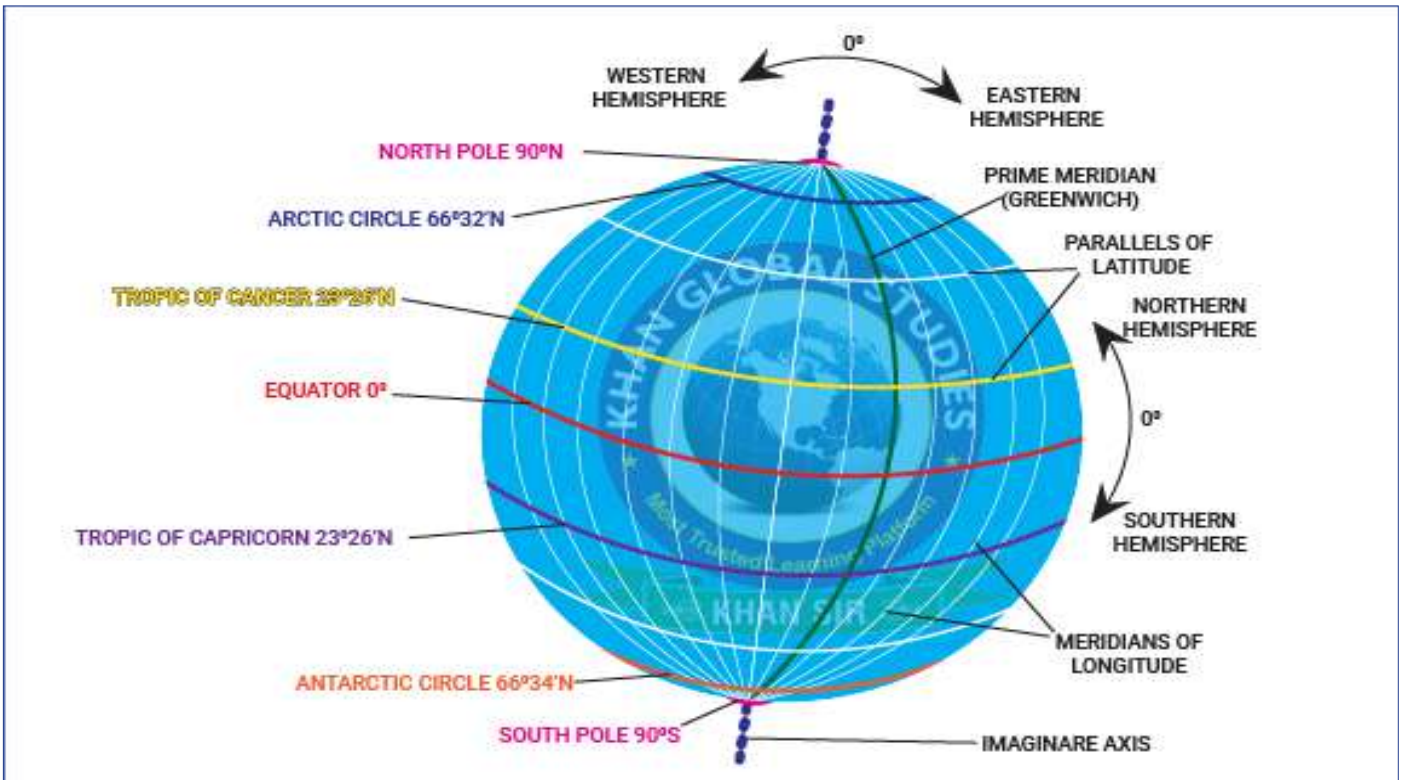 0º
WESTERN
HEMISPHERE
EASTERN
HEMISPHERE
NORTH POLE 90ºN
PRIME MERIDIAN
(GREENWICH)
ARCTIC CIRCLE 66º32'N
PARALLELS OF
LATITUDE
TROPIC OF CANCER 23º26'N
NORTHERN
HEMISPHERE
EQUATOR 0º
0º
KHAN GLOBAL STUDIES
Most Trusted Learning Platform
KHAN SIR
TROPIC OF CAPRICORN 23º26'N
SOUTHERN
HEMISPHERE
MERIDIANS OF
LONGITUDE
ANTARCTIC CIRCLE 66º34'N
SOUTH POLE 90ºS
IMAGINARE AXIS